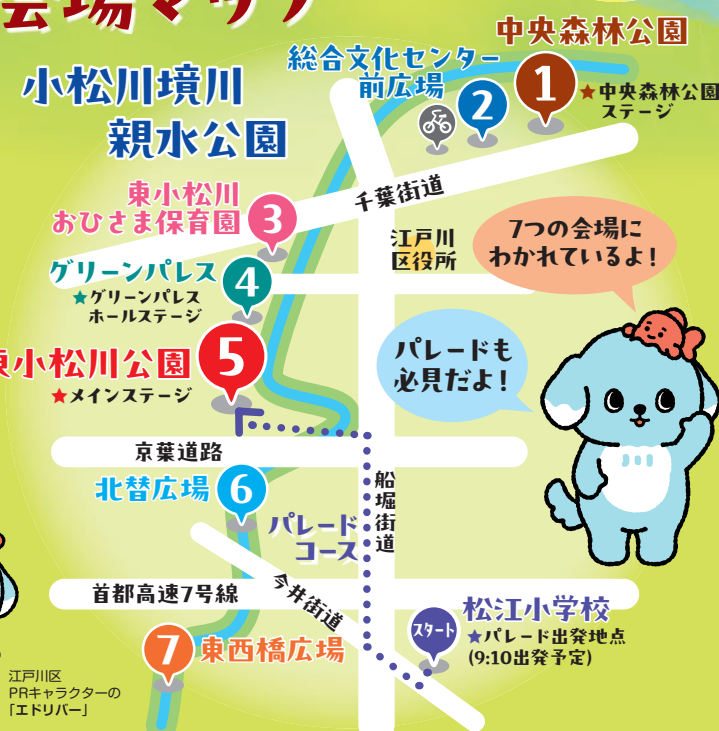 会場マップ
中央森林公園
1
★中央森林公園
ステージ
総合文化センター
前広場
2
小松川境川
親水公園
千葉街道
東小松川
おひさま保育園
3
江戸川
区役所
7つの会場に
わかれているよ!
グリーンパレス
4
★グリーンパレス
ホールステージ
パレードも
必見だよ!
東小松川公園
5
★メインステージ
京葉道路
北替広場
6
船堀街道
パレード
コース
首都高速7号線
今井街道
松江小学校
スタート
★パレード出発地点
(9:10出発予定)
7
東西橋広場
江戸川区
PRキャラクターの
「エドリバー」